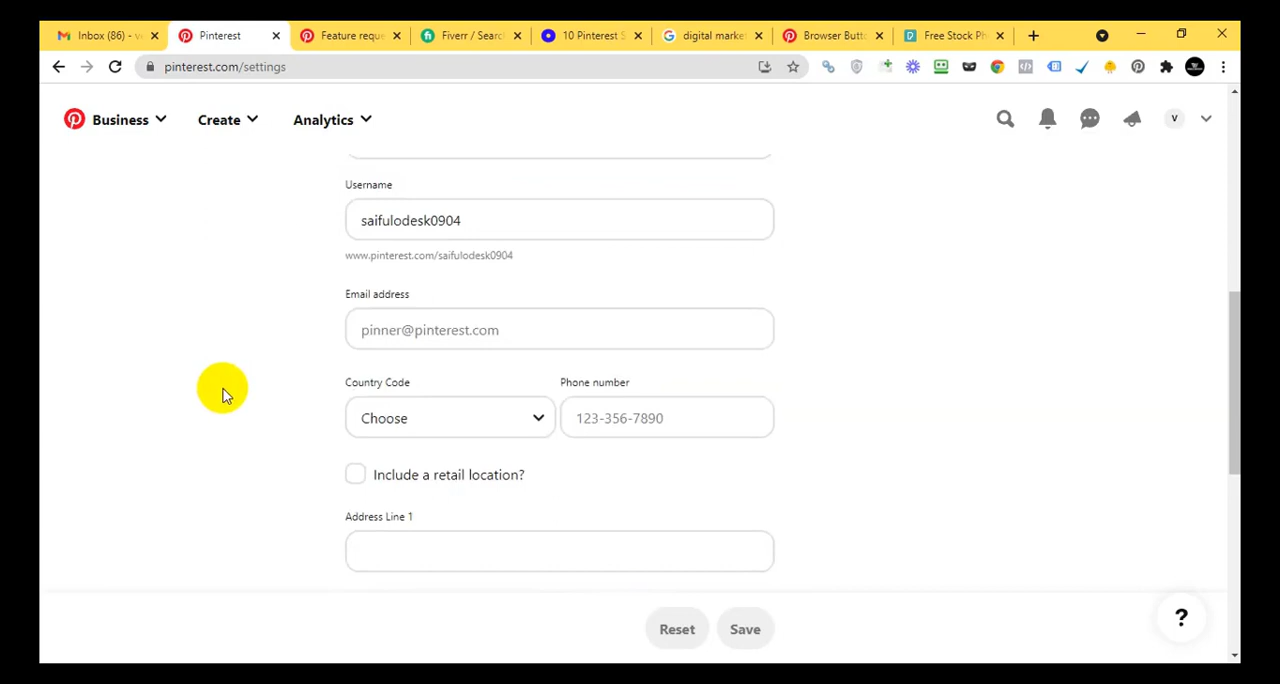 Inbox (86) - v
Pinterest
Feature reque
Fiverr / Searc
10 Pinterest S
digital market
Browser Butto
Free Stock Ph
pinterest.com/settings
Business
Create
Analytics
V
Username
saifulodesk0904
www.pinterest.com/saifulodesk0904
Email address
pinner@pinterest.com
Country Code
Phone number
Choose
123-356-7890
Include a retail location?
Address Line 1
Reset
Save
?